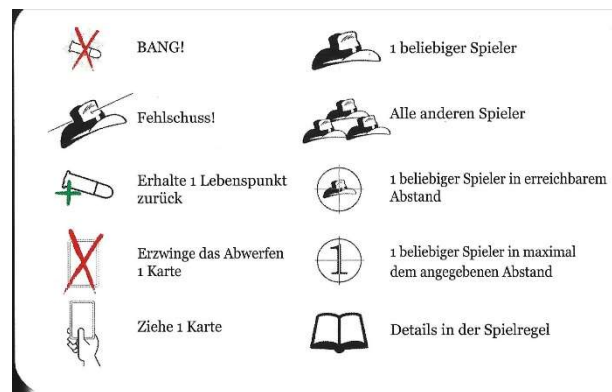 BANG!
Fehlschuss!
Erhalte 1 Lebenspunkt
zurück
Erzwinge das Abwerfen
1 Karte
Ziehe 1 Karte
1 beliebiger Spieler
Alle anderen Spieler
1 beliebiger Spieler in erreichbarem
Abstand
1
1 beliebiger Spieler in maximal
dem angegebenen Abstand
Details in der Spielregel